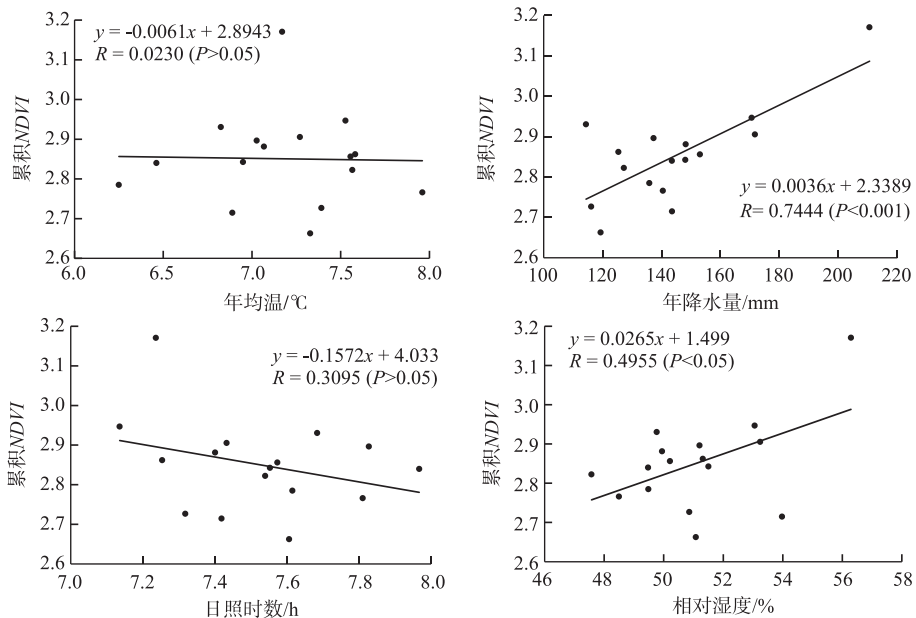 3.2
y = -0.0061x + 2.8943
R = 0.0230 (P>0.05)
3.1
3.0
2.9
2.8
2.7
2.6
累积NDVI
6.0 6.5 7.0 7.5 8.0
年均温/℃
3.2
3.1
3.0
2.9
2.8
2.7
2.6
累积NDVI
y = 0.0036x + 2.3389
R= 0.7444 (P<0.001)
100 120 140 160 180 200 220
年降水量/mm
3.2
3.1
3.0
2.9
2.8
2.7
2.6
累积NDVI
y = -0.1572x + 4.033
R = 0.3095 (P>0.05)
7.0 7.2 7.4 7.6 7.8 8.0
日照时数/h
3.2
y = 0.0265x + 1.499
R = 0.4955 (P<0.05)
3.1
3.0
2.9
2.8
2.7
2.6
累积NDVI
46 48 50 52 54 56 58
相对湿度/%